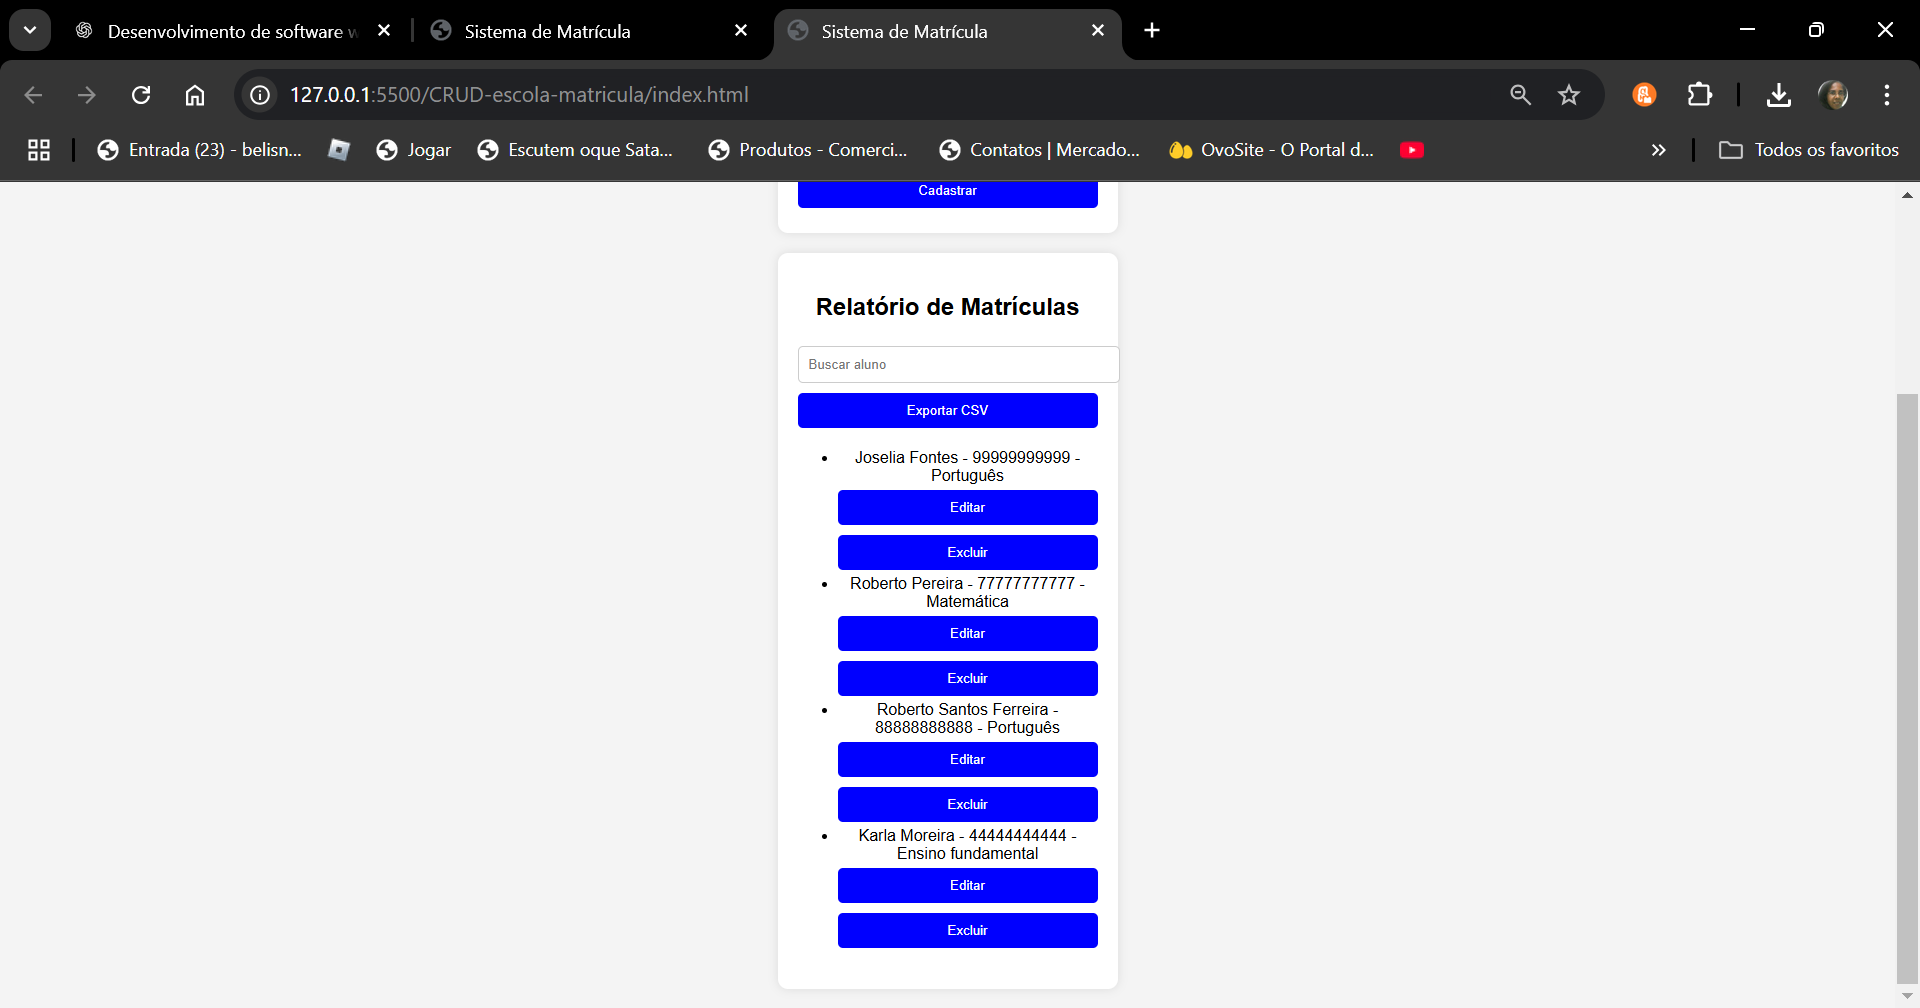 Desenvolvimento de software w
Sistema de Matrícula
Sistema de Matrícula
127.0.0.1:5500/CRUD-escola-matricula/index.html
Entrada (23) - belisn...
Jogar
Escutem oque Sata...
Produtos - Comerci...
Contatos | Mercado...
OvoSite - O Portal d...
Todos os favoritos
Cadastrar
Relatório de Matrículas
Buscar aluno
Exportar CSV
Joselia Fontes - 99999999999 -
Português
Editar
Excluir
Roberto Pereira - 77777777777 -
Matemática
Editar
Excluir
Roberto Santos Ferreira -
88888888888 - Português
Editar
Excluir
Karla Moreira - 44444444444 -
Ensino fundamental
Editar
Excluir